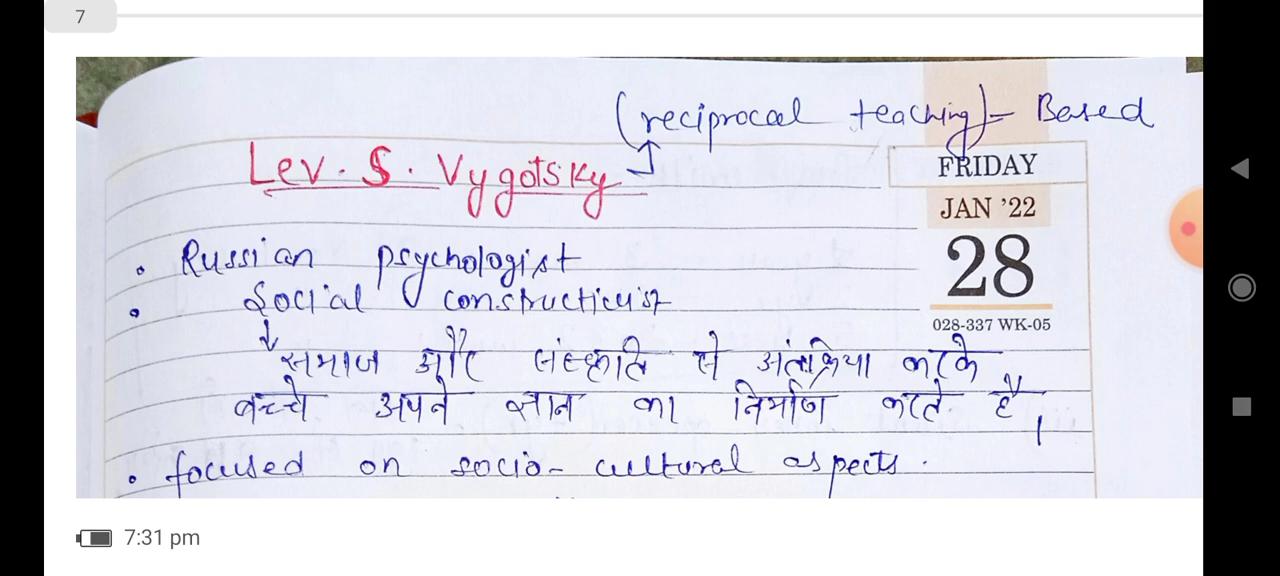 7
(reciprocal teaching) - Based
Lev. S. Vygotsky
FRIDAY
JAN '22
28
028-337 WK-05
• Russian psychologist
• Social constructivist
समाज और संस्कृति से अंतःक्रिया करके
बच्चे अपने ज्ञान का निर्माण करते हैं।
• focused on socio-cultural aspects.
7:31 pm